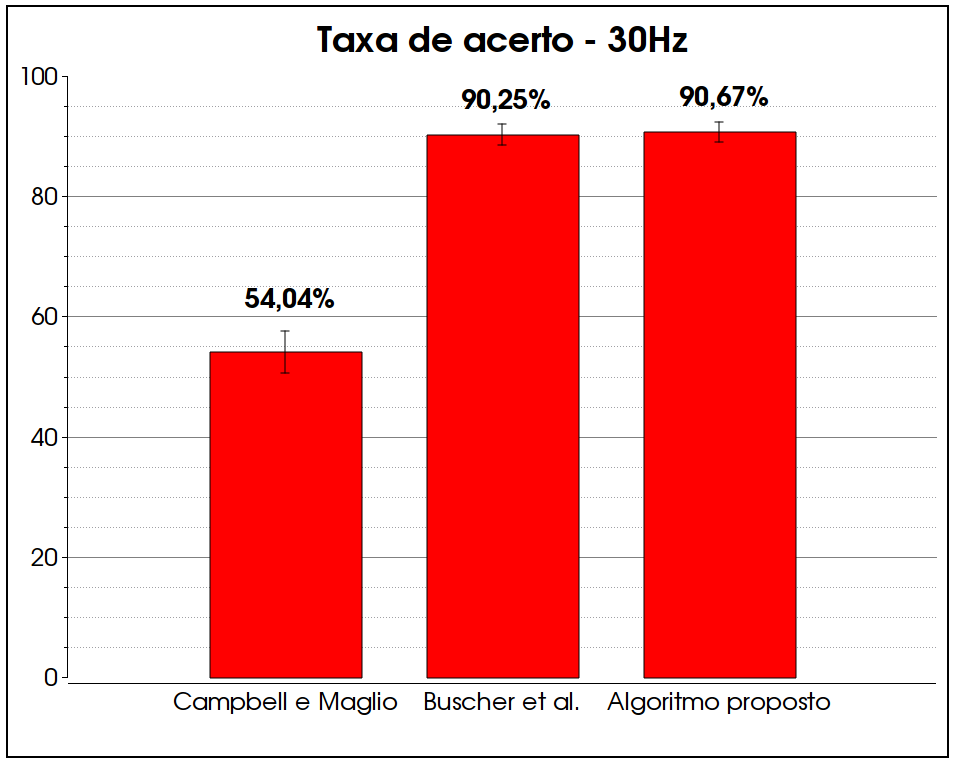 Taxa de acerto - 30Hz
100
80
60
40
20
0
54,04%
90,25%
90,67%
Campbell e Maglio
Buscher et al.
Algoritmo proposto